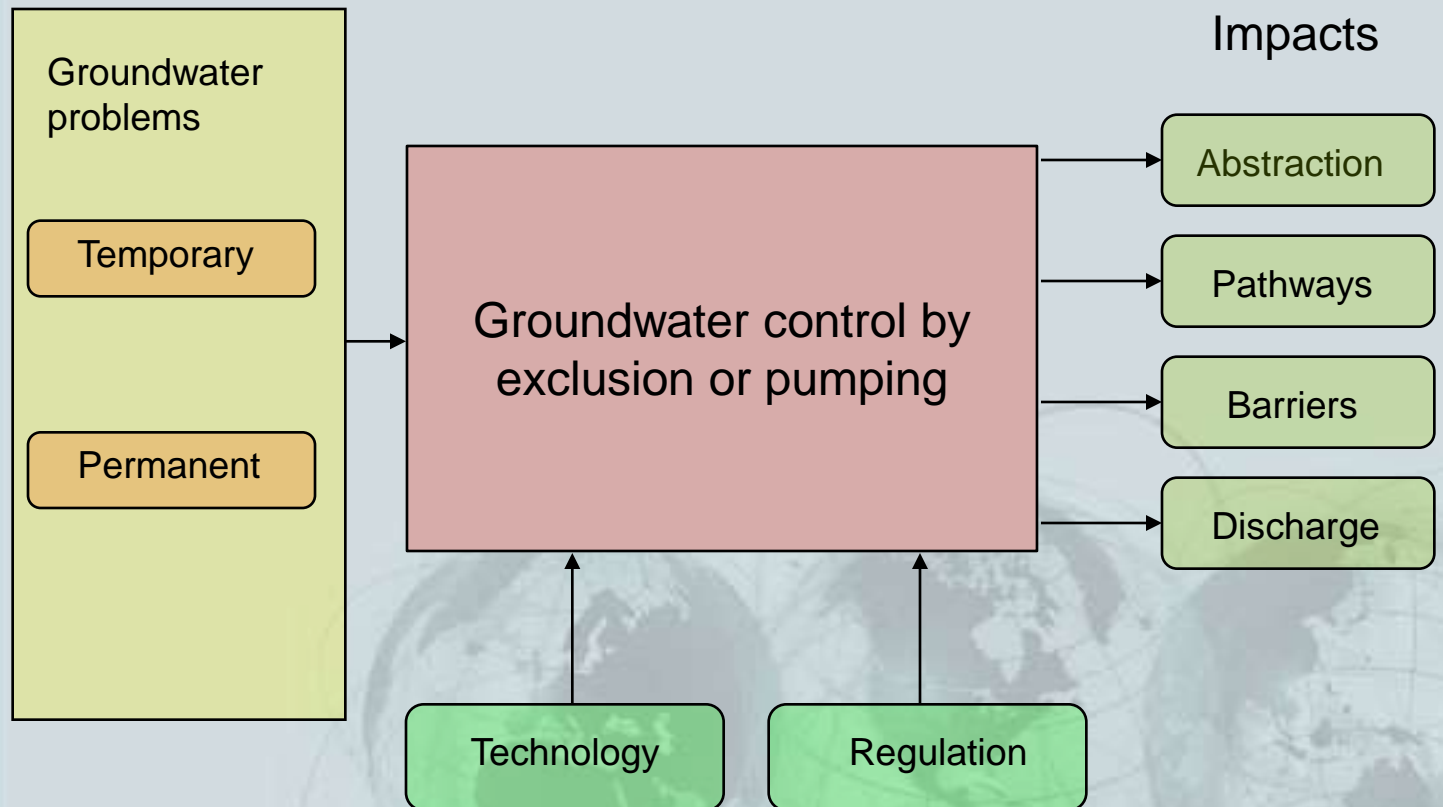 Groundwater
problems
Temporary
Permanent
Groundwater control by
exclusion or pumping
Technology
Regulation
Impacts
Abstraction
Pathways
Barriers
Discharge